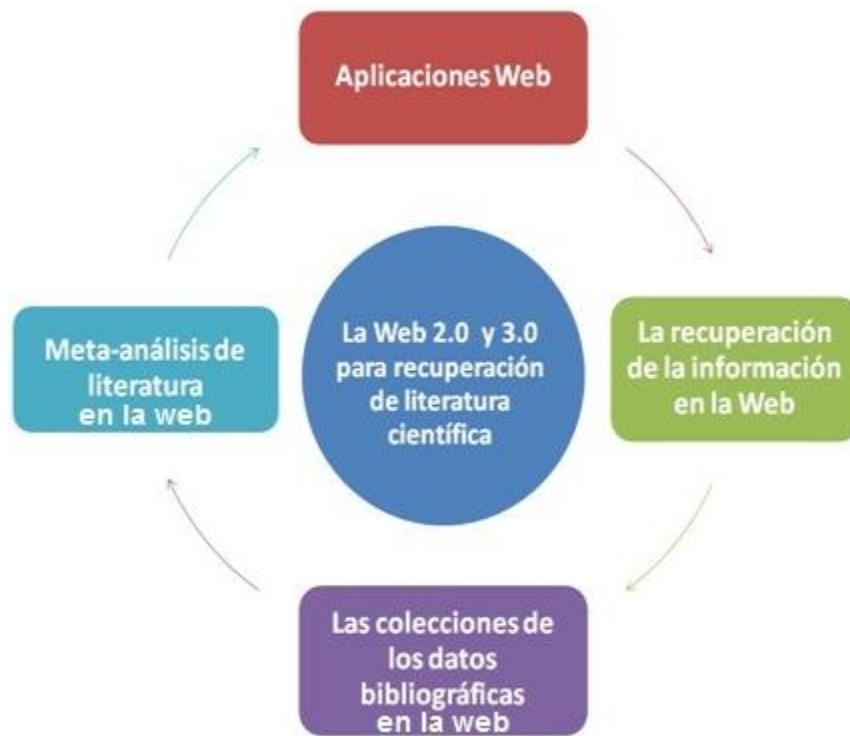 Aplicaciones Web
La Web 2.0 y 3.0
para recuperación
de literatura
científica
La recuperación
de la información
en la Web
Las colecciones de
los datos
bibliográficas
en la web
Meta-análisis de
literatura
en la web